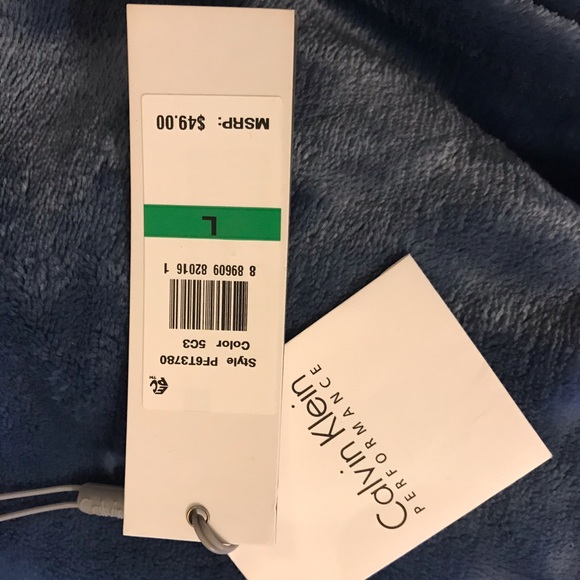 Style PF6T3780
Color 5C3
8 89609 82016 1
L
MSRP: $49.00
Calvin Klein
PERFORMANCE